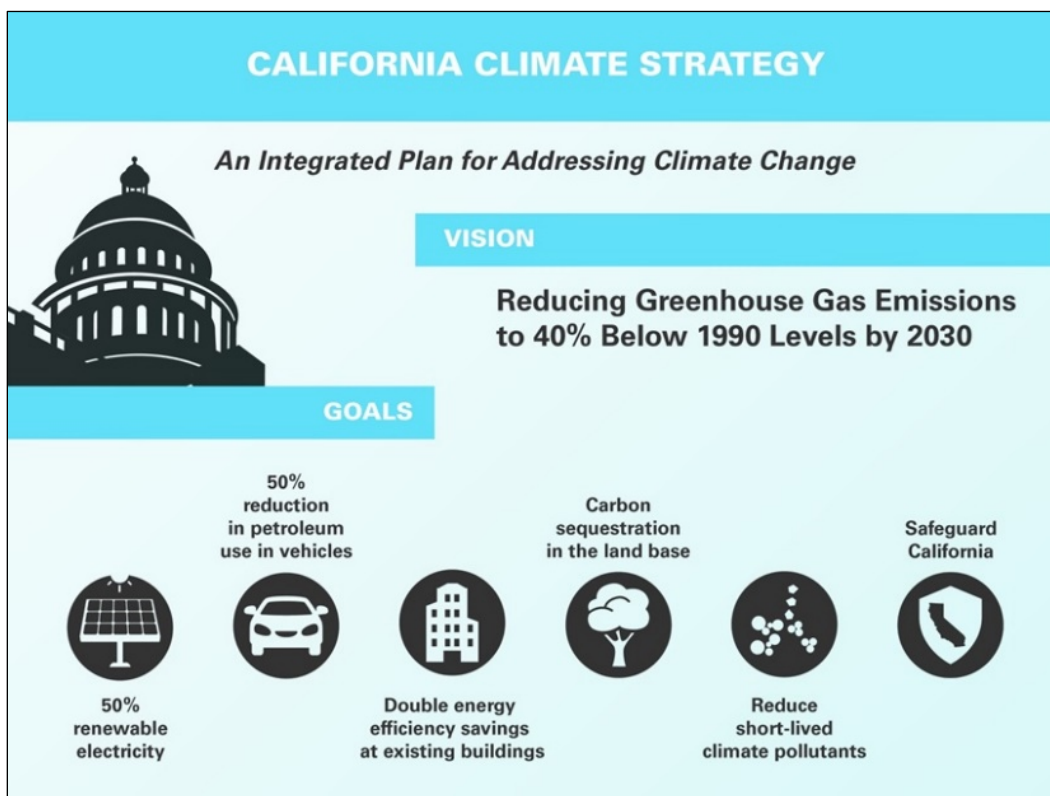 CALIFORNIA CLIMATE STRATEGY
An Integrated Plan for Addressing Climate Change
VISION
Reducing Greenhouse Gas Emissions
to 40% Below 1990 Levels by 2030
GOALS
50%
renewable
electricity
50%
reduction
in petroleum
use in vehicles
Double energy
efficiency savings
at existing buildings
Carbon
sequestration
in the land base
Reduce
short-lived
climate pollutants
Safeguard
California